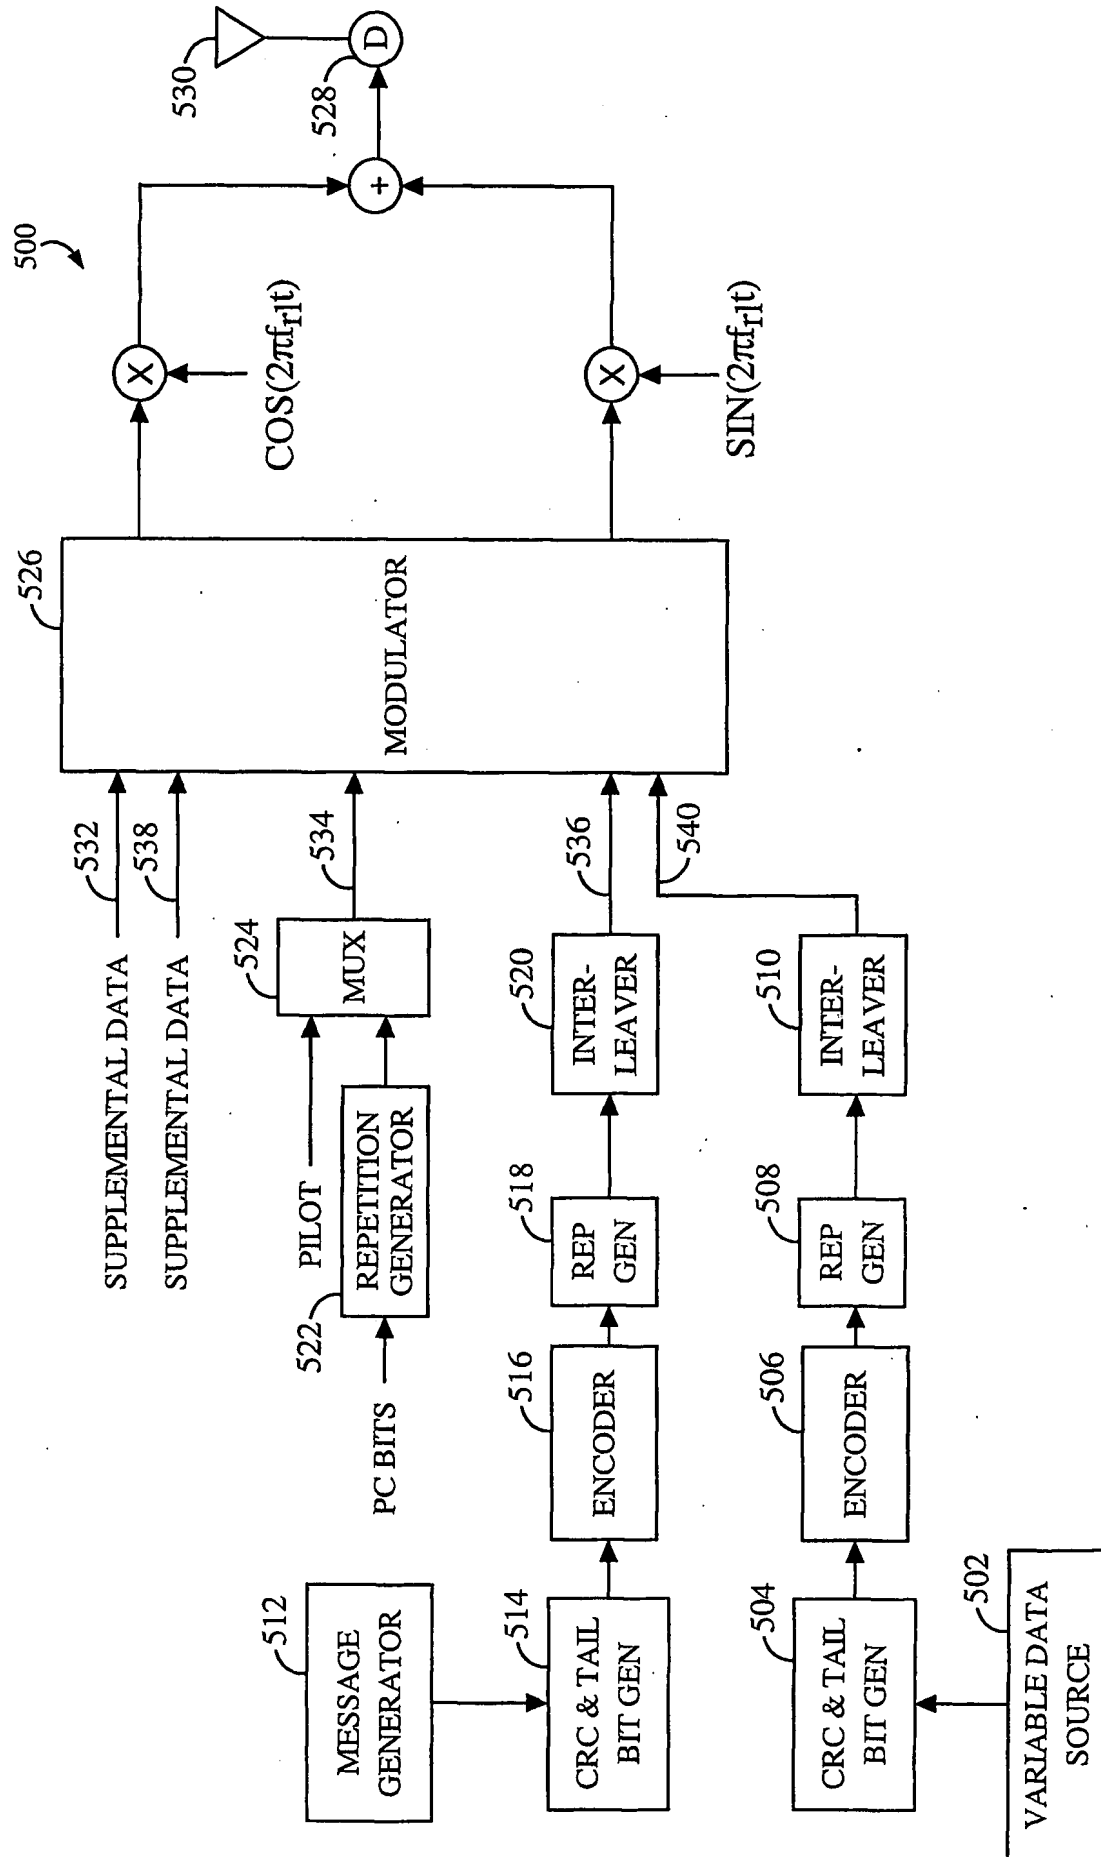 500
530
528
D
+
X
COS(2πf_rl t)
X
SIN(2πf_rl t)
526
MODULATOR
SUPPLEMENTAL DATA
532
SUPPLEMENTAL DATA
538
PILOT
524
MUX
534
PC BITS
522
REPETITION
GENERATOR
512
MESSAGE
GENERATOR
514
CRC & TAIL
BIT GEN
516
ENCODER
518
REP
GEN
520
INTER-
LEAVER
536
540
502
VARIABLE DATA
SOURCE
504
CRC & TAIL
BIT GEN
506
ENCODER
508
REP
GEN
510
INTER-
LEAVER